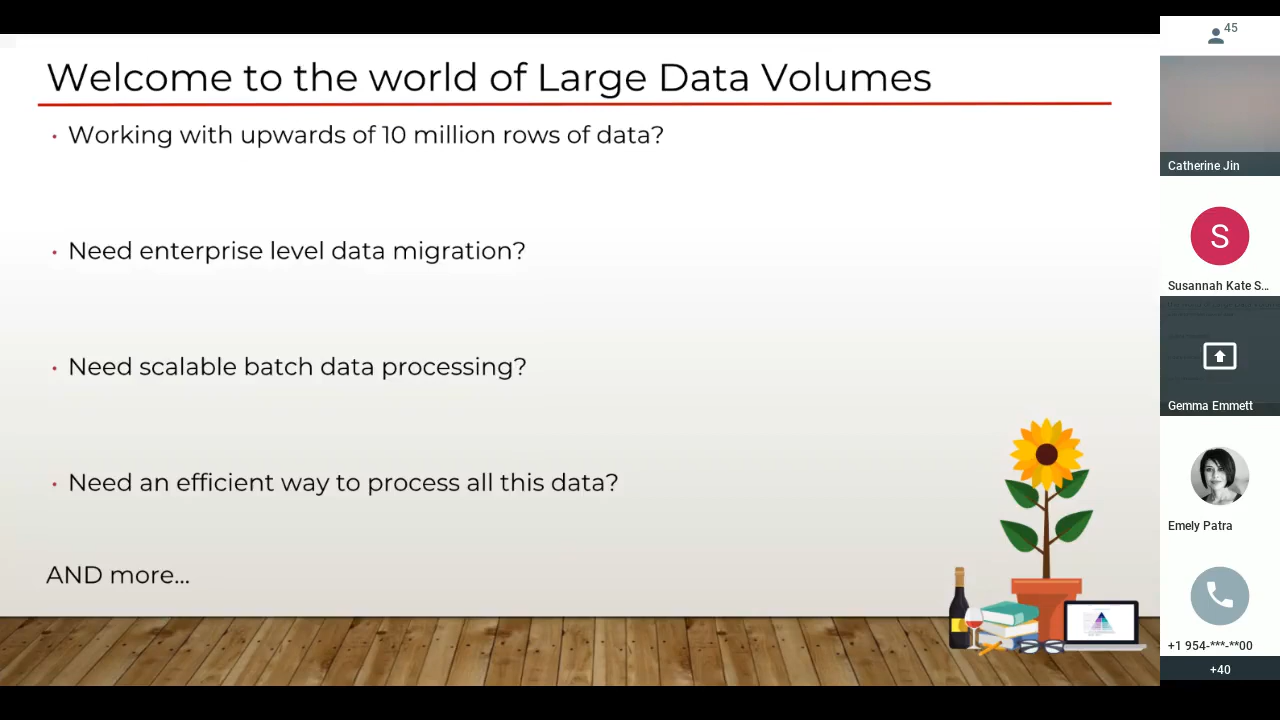 Welcome to the world of Large Data Volumes
• Working with upwards of 10 million rows of data?
• Need enterprise level data migration?
• Need scalable batch data processing?
• Need an efficient way to process all this data?
AND more...
45
Catherine Jin
S
Susannah Kate S...
Gemma Emmett
Emely Patra
+1 954-***-**00
+40